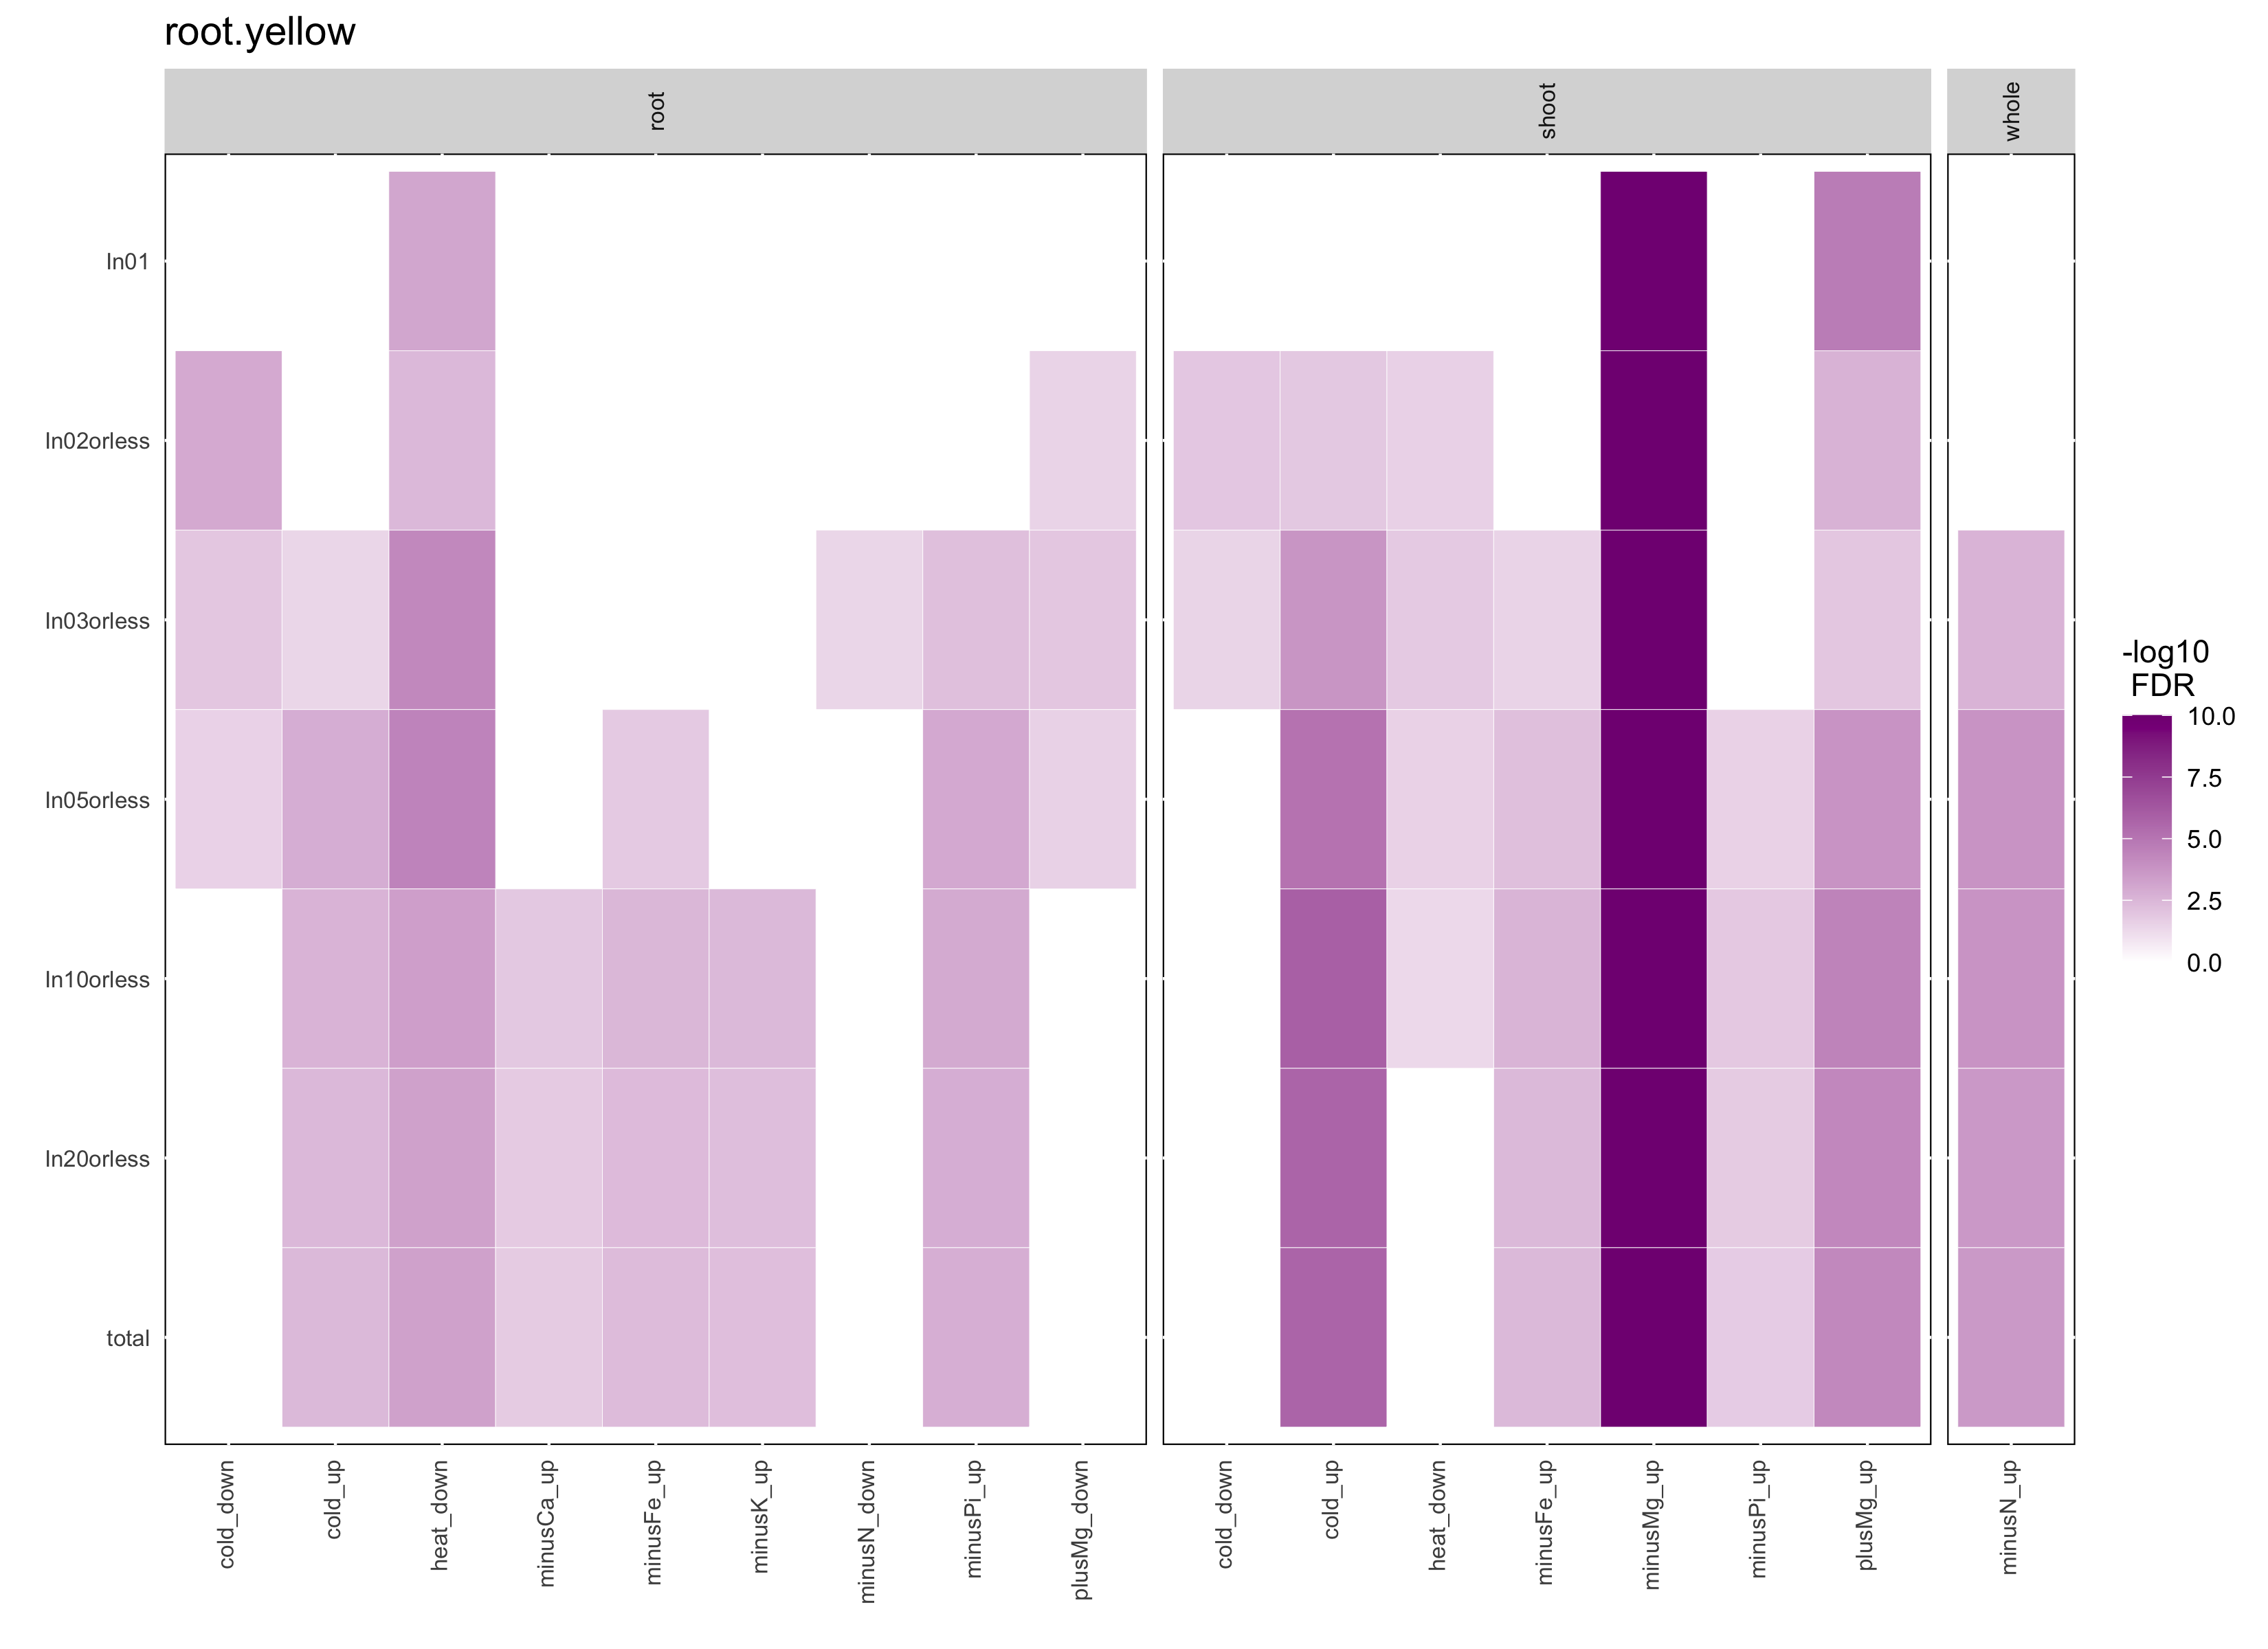 root.yellow
root
shoot
whole
In01
In02orless
In03orless
In05orless
In10orless
In20orless
total
cold_down
cold_up
heat_down
minusCa_up
minusFe_up
minusK_up
minusN_down
minusPi_up
plusMg_down
cold_down
cold_up
heat_down
minusFe_up
minusMg_up
minusPi_up
plusMg_up
minusN_up
-log10
FDR
10.0
7.5
5.0
2.5
0.0